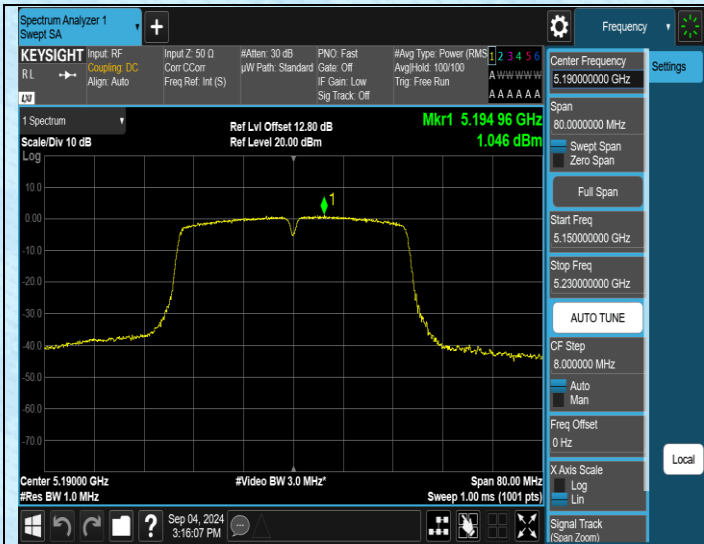 Spectrum Analyzer 1
Swept SA
+
Frequency
KEYSIGHT
RL
LXI
Input: RF
Coupling: DC
Align: Auto
Input Z: 50 Ω
Corr CCorr
Freq Ref: Int (S)
#Atten: 30 dB
µW Path: Standard
PNO: Fast
Gate: Off
IF Gain: Low
Sig Track: Off
#Avg Type: Power (RMS
Avg|Hold: 100/100
Trig: Free Run
1 2 3 4 5 6
A W W W W W
A A A A A A
1 Spectrum
Scale/Div 10 dB
Ref Lvl Offset 12.80 dB
Ref Level 20.00 dBm
Mkr1 5.194 96 GHz
1.046 dBm
Log
10.0
0.00
-10.0
-20.0
-30.0
-40.0
-50.0
-60.0
-70.0
1
Center 5.19000 GHz
#Res BW 1.0 MHz
#Video BW 3.0 MHz*
Span 80.00 MHz
Sweep 1.00 ms (1001 pts)
?
Sep 04, 2024
3:16:07 PM
Center Frequency
5.190000000 GHz
Span
80.0000000 MHz
Swept Span
Zero Span
Full Span
Start Freq
5.150000000 GHz
Stop Freq
5.230000000 GHz
AUTO TUNE
CF Step
8.000000 MHz
Auto
Man
Freq Offset
0 Hz
X Axis Scale
Log
Lin
Signal Track
(Span Zoom)
Settings
Local